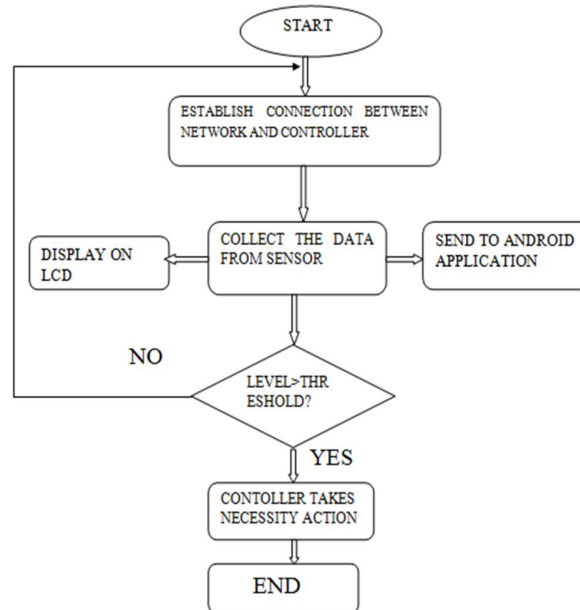 START
ESTABLISH CONNECTION BETWEEN
NETWORK AND CONTROLLER
COLLECT THE DATA
FROM SENSOR
DISPLAY ON
LCD
SEND TO ANDROID
APPLICATION
NO
LEVEL>THR
ESHOLD?
YES
CONTOLLER TAKES
NECESSITY ACTION
END